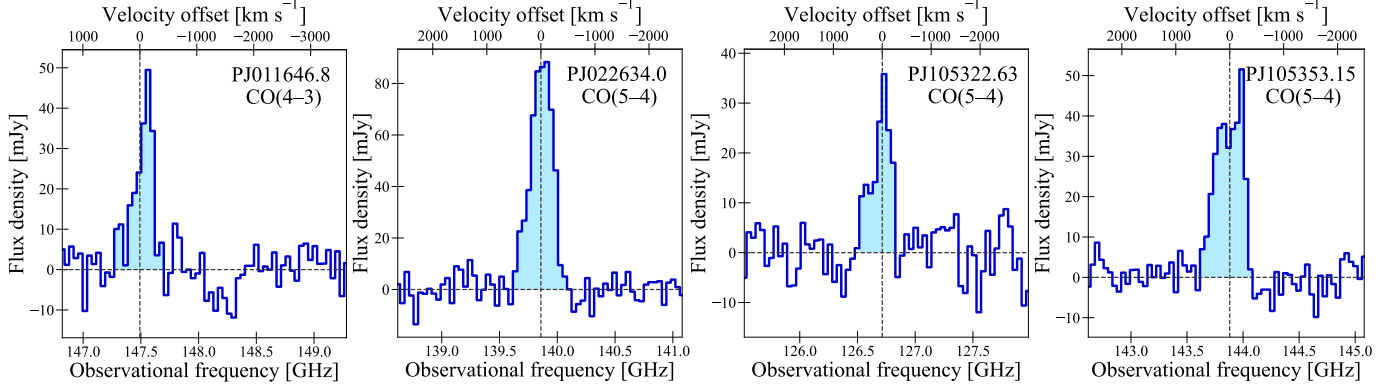 Velocity offset [km s⁻¹]
1000 0 −1000 −2000 −3000
PJ011646.8
CO(4–3)
Flux density [mJy]
50
40
30
20
10
0
−10
147.0 147.5 148.0 148.5 149.0
Observational frequency [GHz]
Velocity offset [km s⁻¹]
2000 1000 0 −1000 −2000
PJ022634.0
CO(5–4)
Flux density [mJy]
80
60
40
20
0
139.0 139.5 140.0 140.5 141.0
Observational frequency [GHz]
Velocity offset [km s⁻¹]
2000 1000 0 −1000 −2000
PJ105322.63
CO(5–4)
Flux density [mJy]
40
30
20
10
0
−10
126.0 126.5 127.0 127.5
Observational frequency [GHz]
Velocity offset [km s⁻¹]
2000 1000 0 −1000 −2000
PJ105353.15
CO(5–4)
Flux density [mJy]
50
40
30
20
10
0
−10
143.0 143.5 144.0 144.5 145.0
Observational frequency [GHz]